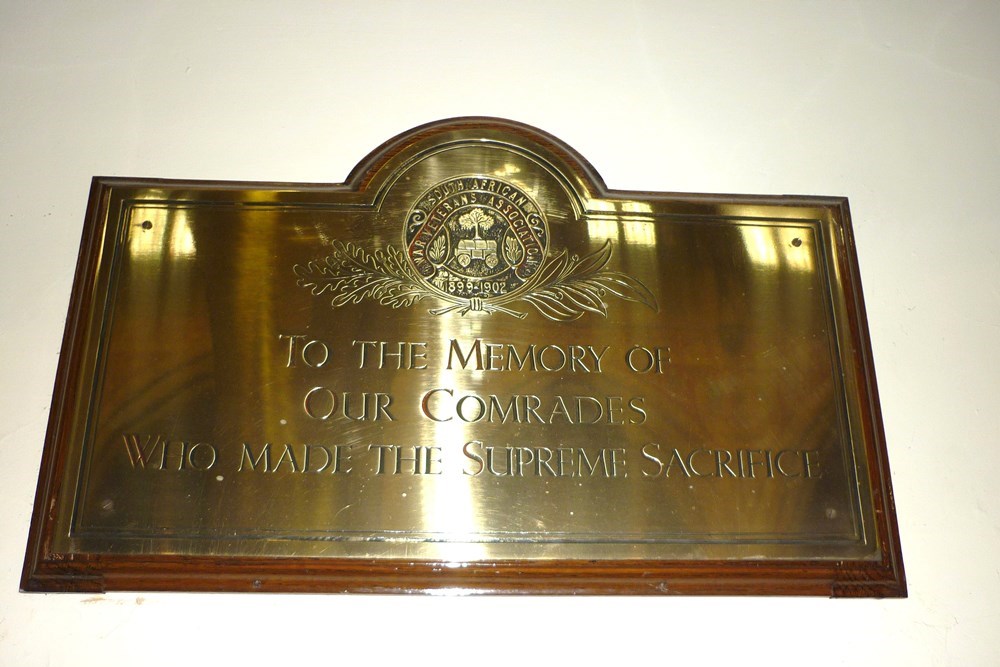 SOUTH AFRICAN
WAR VETERANS ASSOCIATION
1899-1902
TO THE MEMORY OF
OUR COMRADES
WHO MADE THE SUPREME SACRIFICE